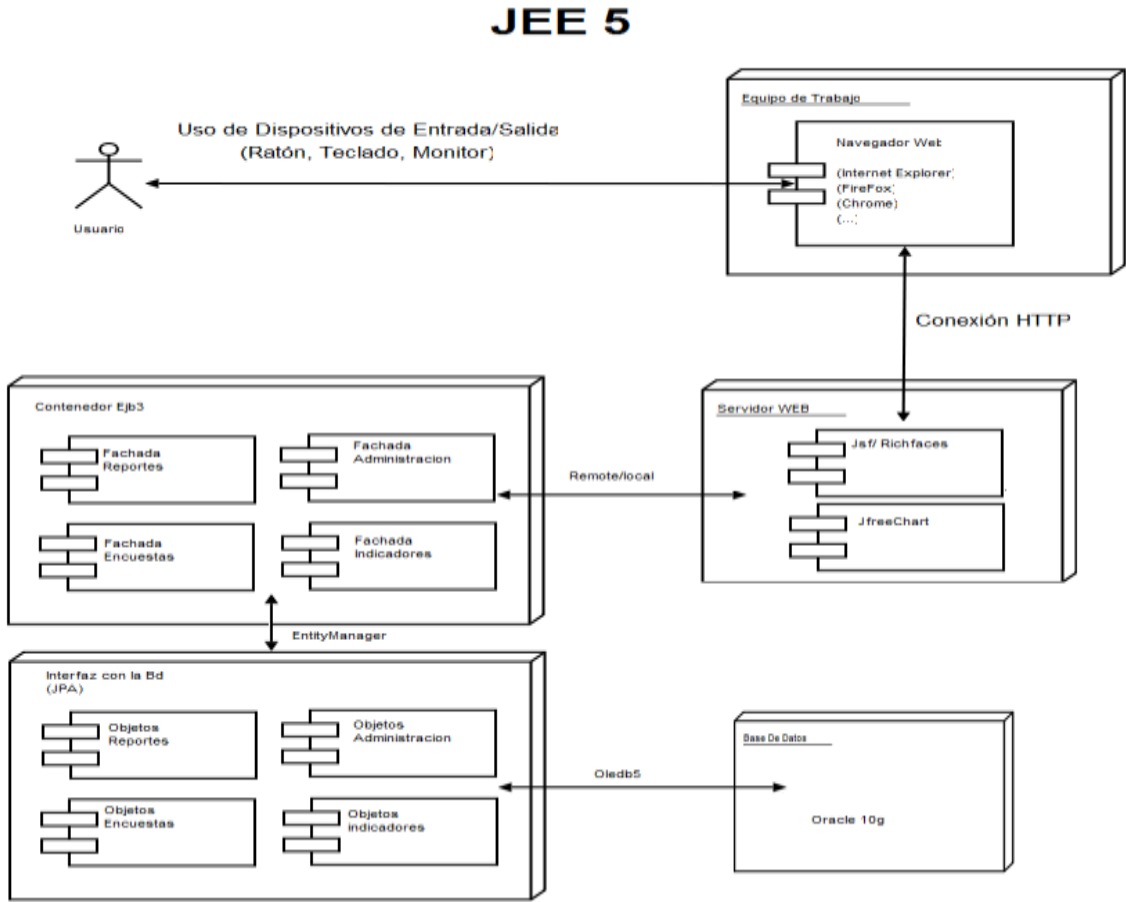 JEE 5
Equipo de Trabajo
Uso de Dispositivos de Entrada/Salida
(Ratón, Teclado, Monitor)
Navegador Web
(Internet Explorer)
(FireFox)
(Chrome)
(...)
Usuario
Conexión HTTP
Contenedor Ejb3
Servidor WEB
Fachada
Reportes
Fachada
Administracion
Jsf/ Richfaces
Remote/local
Fachada
Encuestas
Fachada
Indicadores
JfreeChart
EntityManager
Interfaz con la Bd
(JPA)
Objetos
Reportes
Objetos
Administracion
Base De Datos
Oledb5
Objetos
Encuestas
Objetos
indicadores
Oracle 10g